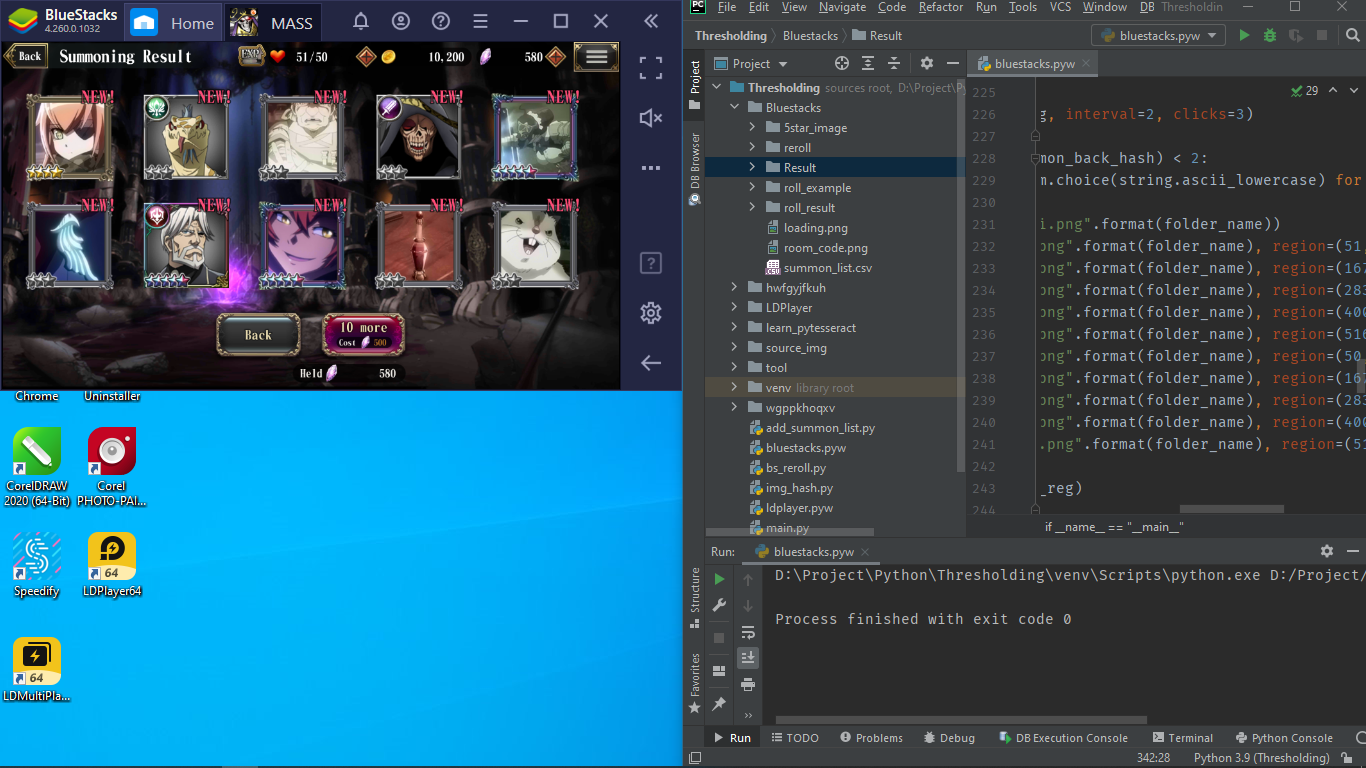 BlueStacks
4.260.0.1032
Home
MASS
Back
Summoning Result
EXP
51/50
10,200
580
NEW!
NEW!
NEW!
NEW!
NEW!
NEW!
NEW!
NEW!
NEW!
NEW!
Back
10 more
Cost 500
Held 580
Chrome
Uninstaller
CorelDRAW
2020 (64-Bit)
Corel
PHOTO-PAI...
Speedify
64
LDPlayer64
64
LDMultiPla...
PC
File Edit View Navigate Code Refactor Run Tools VCS Window DB Thresholdin
Thresholding Bluestacks Result
bluestacks.pyw
Project
DB Browser
Structure
Favorites
Project
bluestacks.pyw
Thresholding sources root, D:\Project\P
Bluestacks
5star_image
reroll
Result
roll_example
roll_result
loading.png
room_code.png
summon_list.csv
hwfgyjfkuh
LDPlayer
learn_pytesseract
source_img
tool
venv library root
wgppkhoqxv
add_summon_list.py
bluestacks.pyw
bs_reroll.py
img_hash.py
ldplayer.pyw
main.py
29
225
226 g, interval=2, clicks=3)
227
228 mon_back_hash) < 2:
229 m.choice(string.ascii_lowercase) for
230
231 i.png".format(folder_name))
232 png".format(folder_name), region=(51,
233 png".format(folder_name), region=(167
234 png".format(folder_name), region=(283
235 png".format(folder_name), region=(400
236 png".format(folder_name), region=(516
237 png".format(folder_name), region=(50,
238 png".format(folder_name), region=(167
239 png".format(folder_name), region=(283
240 png".format(folder_name), region=(400
241 .png".format(folder_name), region=(51
242
243 _reg)
244
if __name__ == "__main__"
Run: bluestacks.pyw
D:\Project\Python\Thresholding\venv\Scripts\python.exe D:/Project/
Process finished with exit code 0
Run TODO Problems Debug DB Execution Console Terminal Python Console
342:28 Python 3.9 (Thresholding)